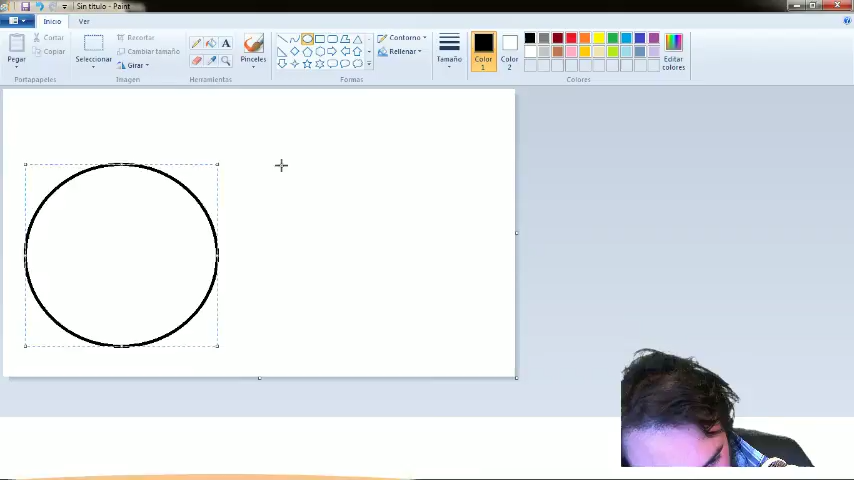 Sin título - Paint
Inicio
Ver
Pegar
Cortar
Copiar
Portapapeles
Seleccionar
Recortar
Cambiar tamaño
Girar
Imagen
A
Herramientas
Pinceles
Contorno
Rellenar
Formas
Tamaño
Color
1
Color
2
Editar
colores
Colores